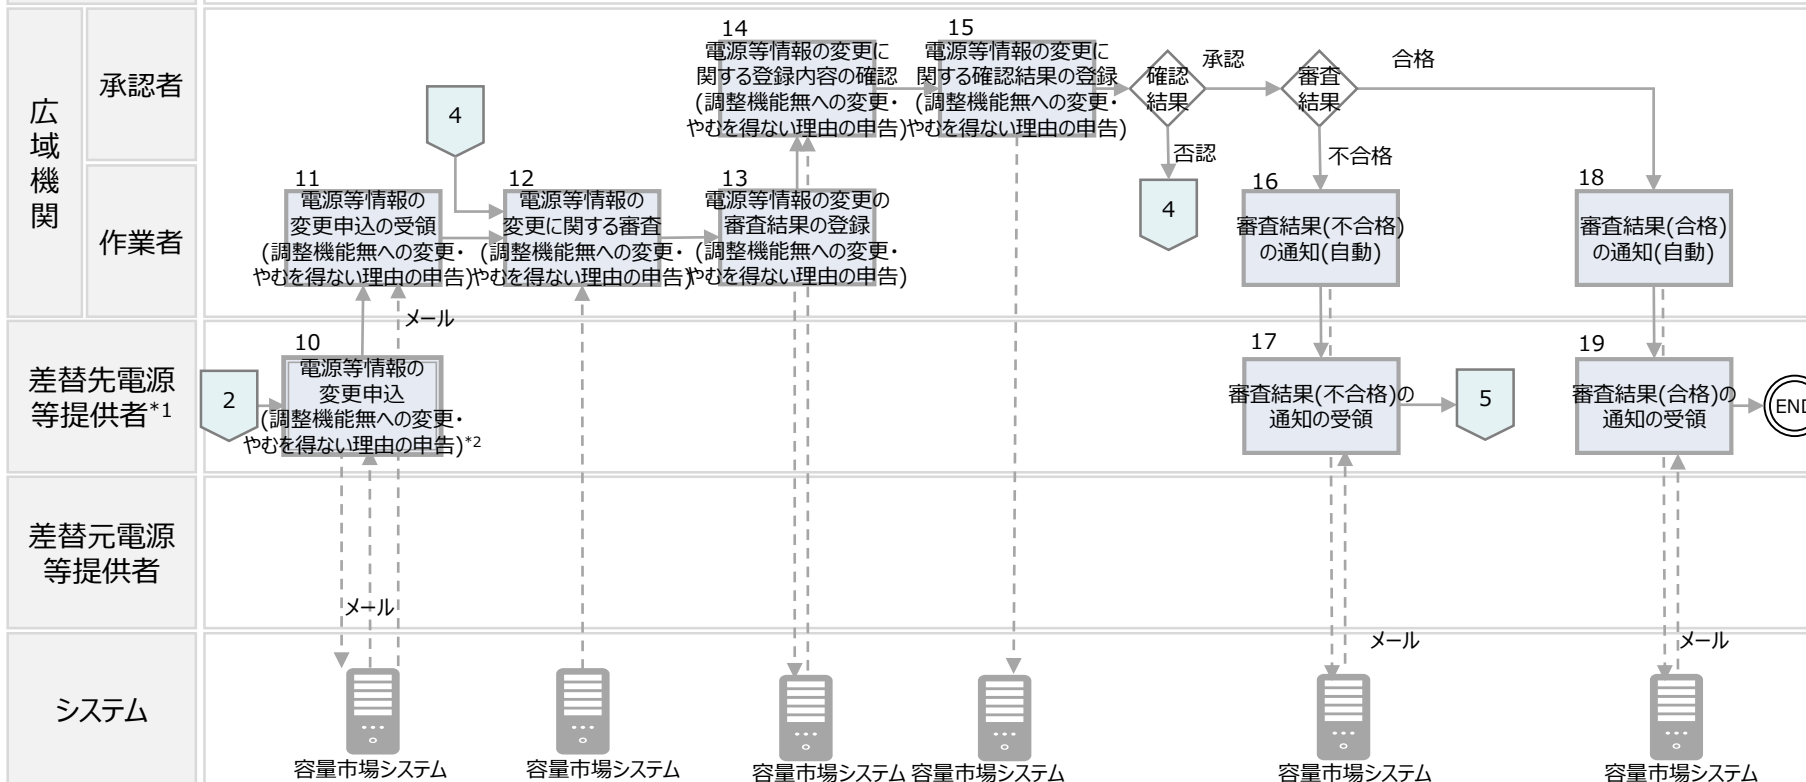 広
域
機
関
承認者
14
電源等情報の変更に
関する登録内容の確認
(調整機能無への変更・
やむを得ない理由の申告)
15
電源等情報の変更に
関する確認結果の登録
(調整機能無への変更・
やむを得ない理由の申告)
確認
結果
承認
否認
4
審査
結果
合格
不合格
4
作業者
11
電源等情報の
変更申込の受領
(調整機能無への変更・
やむを得ない理由の申告)
12
電源等情報の
変更に関する審査
(調整機能無への変更・
やむを得ない理由の申告)
13
電源等情報の変更の
審査結果の登録
(調整機能無への変更・
やむを得ない理由の申告)
16
審査結果(不合格)
の通知(自動)
18
審査結果(合格)
の通知(自動)
メール
差替先電源
等提供者*1
2
10
電源等情報の
変更申込
(調整機能無への変更・
やむを得ない理由の申告)*2
17
審査結果(不合格)の
通知の受領
5
19
審査結果(合格)の
通知の受領
END
差替元電源
等提供者
メール
システム
メール
メール
容量市場システム
容量市場システム
容量市場システム
容量市場システム
容量市場システム
容量市場システム